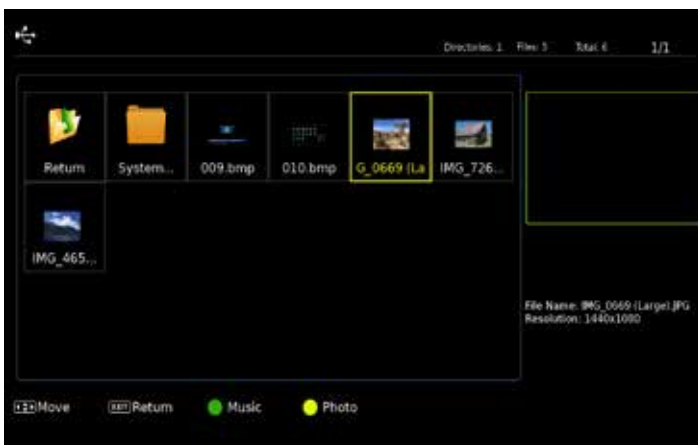 Directories: 1 Files: 5 Total: 6 1/1
Return System... 009.bmp 010.bmp G_0669 (La IMG_726...
IMG_465...
File Name: IMG_0669 (Large).JPG
Resolution: 1440x1080
Move EXIT Return Music Photo